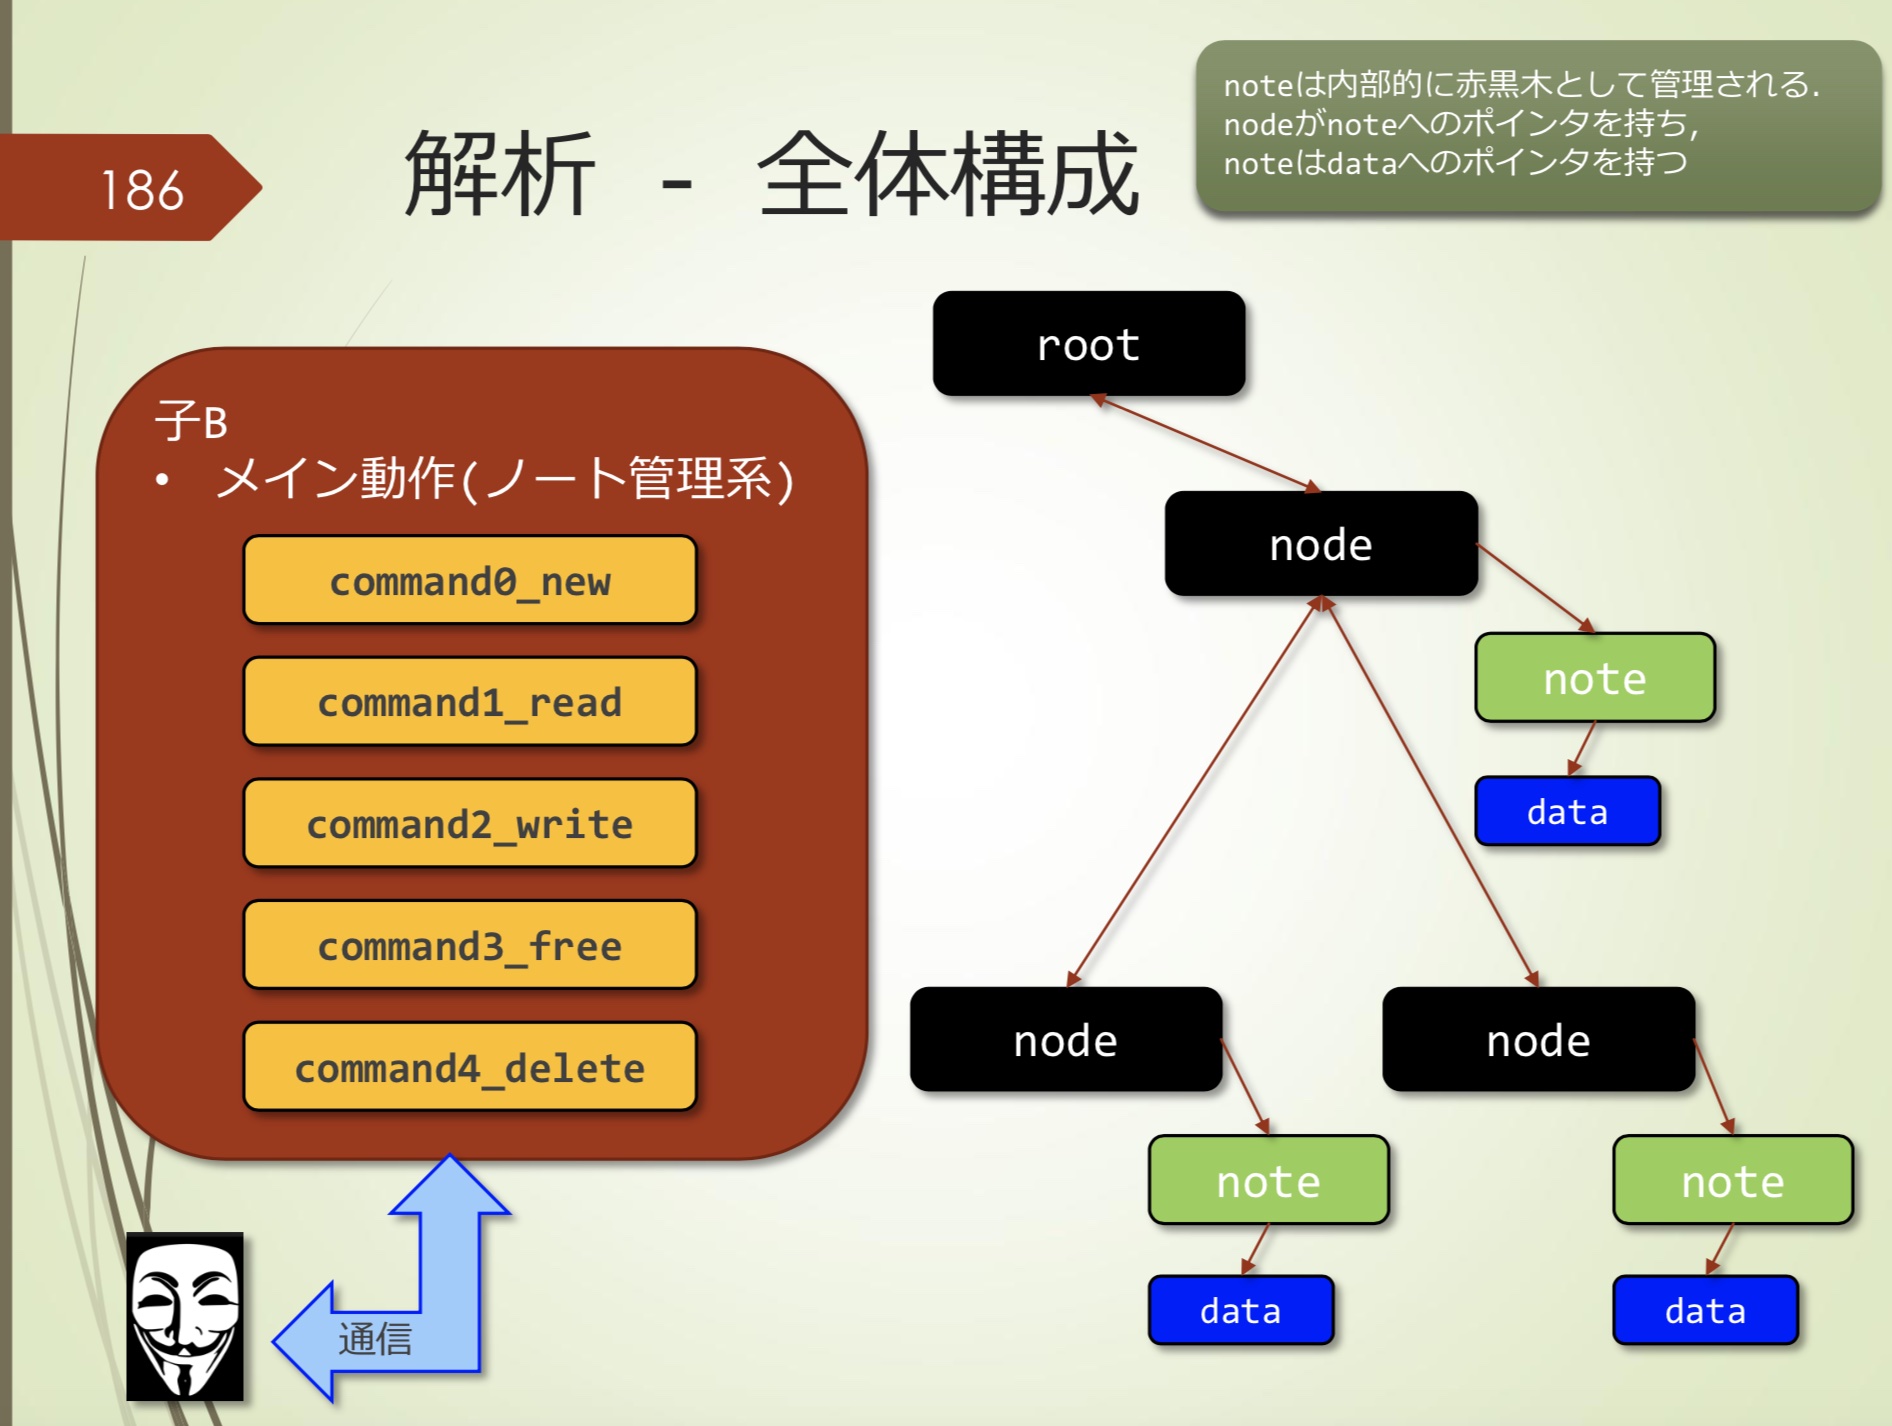 186
解析 - 全体構成
noteは内部的に赤黒木として管理される.
nodeがnoteへのポインタを持ち,
noteはdataへのポインタを持つ
子B
• メイン動作(ノート管理系)
command0_new
command1_read
command2_write
command3_free
command4_delete
通信
root
node
note
data
node
node
note
note
data
data